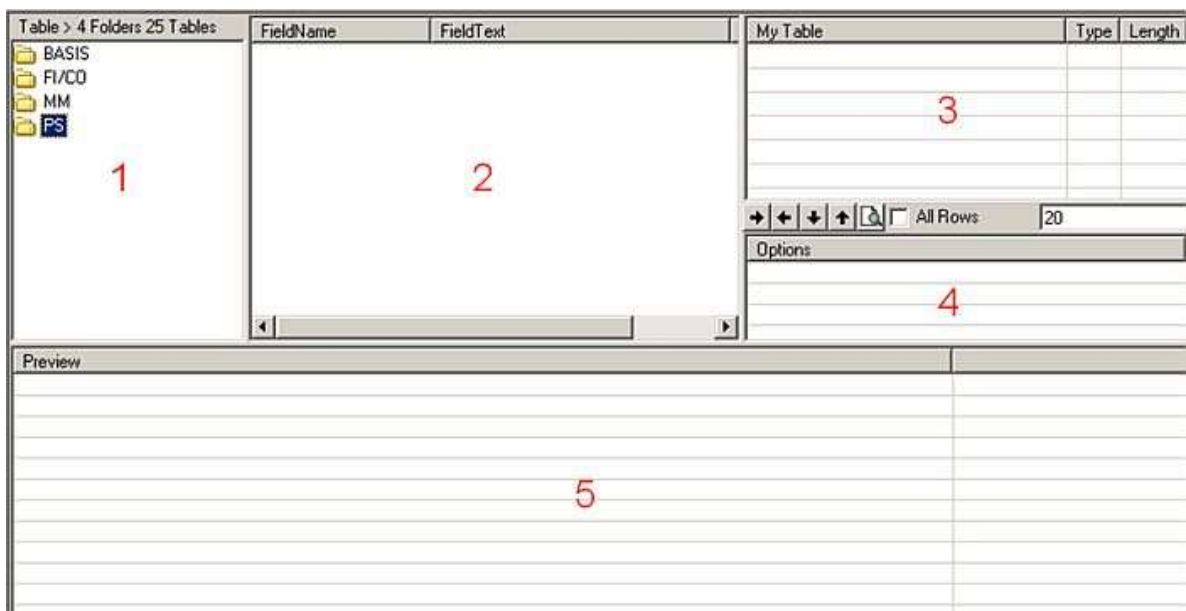 Table > 4 Folders 25 Tables
BASIS
FI/CO
MM
PS
1
FieldName FieldText
2
My Table Type Length
3
All Rows 20
Options
4
Preview
5